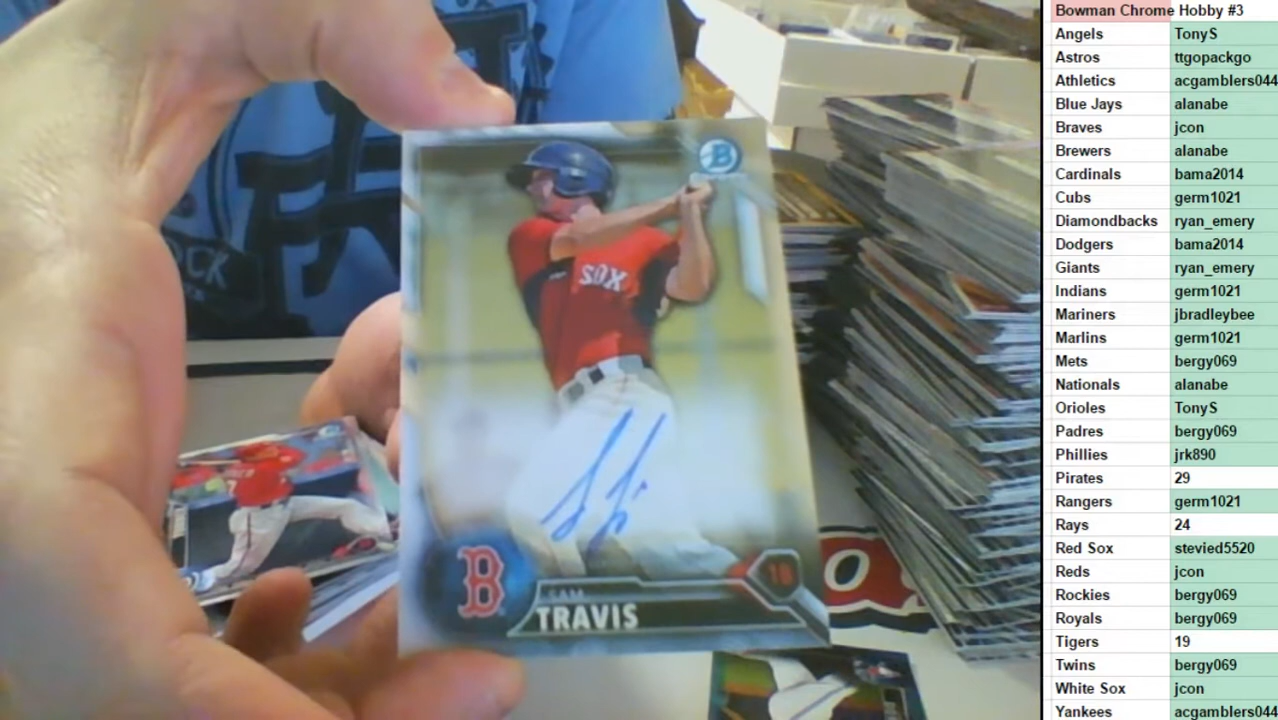 SOX
B
16
SAM
TRAVIS
B
OCK
Bowman Chrome Hobby #3
Angels TonyS
Astros ttgopackgo
Athletics acgamblers044
Blue Jays alanabe
Braves jcon
Brewers alanabe
Cardinals bama2014
Cubs germ1021
Diamondbacks ryan_emery
Dodgers bama2014
Giants ryan_emery
Indians germ1021
Mariners jbradleybee
Marlins germ1021
Mets bergy069
Nationals alanabe
Orioles TonyS
Padres bergy069
Phillies jrk890
Pirates 29
Rangers germ1021
Rays 24
Red Sox stevied5520
Reds jcon
Rockies bergy069
Royals bergy069
Tigers 19
Twins bergy069
White Sox jcon
Yankees acgamblers044